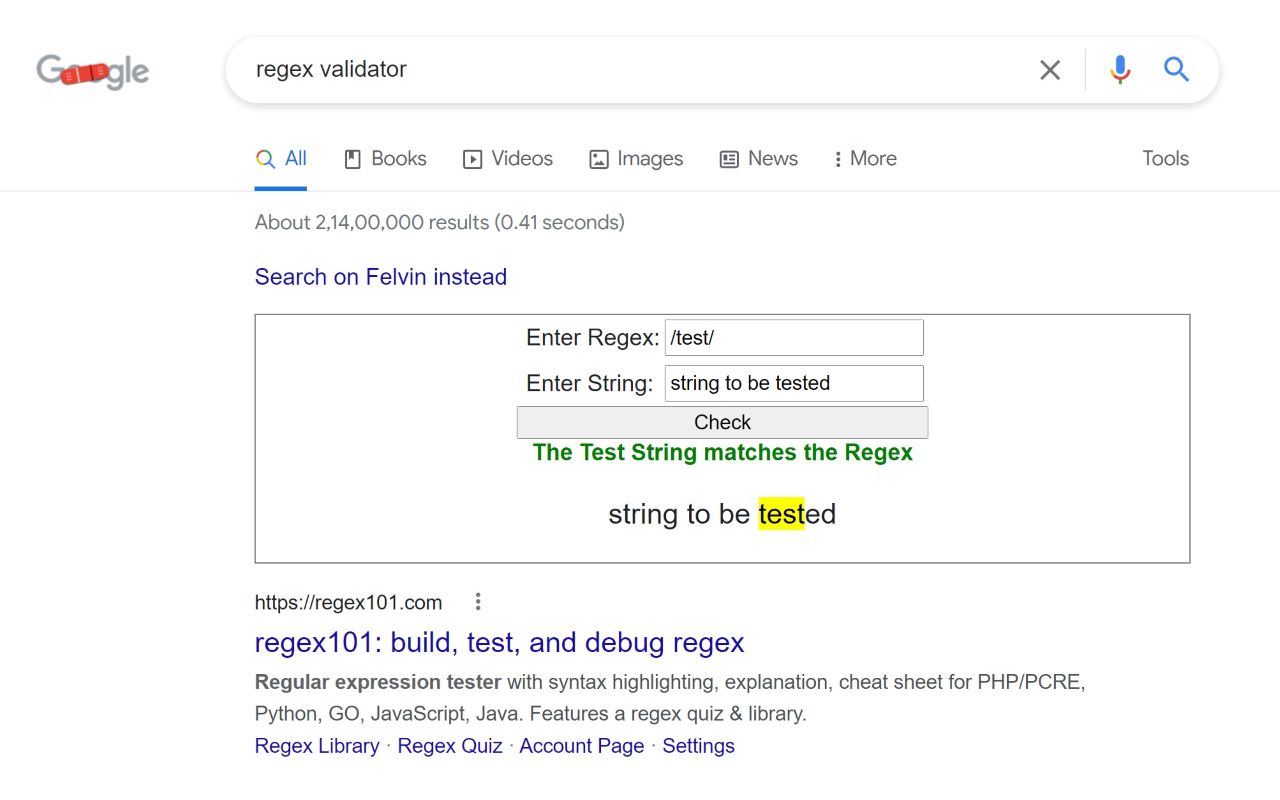 Google
regex validator
All Books Videos Images News More Tools
About 2,14,00,000 results (0.41 seconds)
Search on Felvin instead
Enter Regex: /test/
Enter String: string to be tested
Check
The Test String matches the Regex
string to be tested
https://regex101.com
regex101: build, test, and debug regex
Regular expression tester with syntax highlighting, explanation, cheat sheet for PHP/PCRE,
Python, GO, JavaScript, Java. Features a regex quiz & library.
Regex Library · Regex Quiz · Account Page · Settings